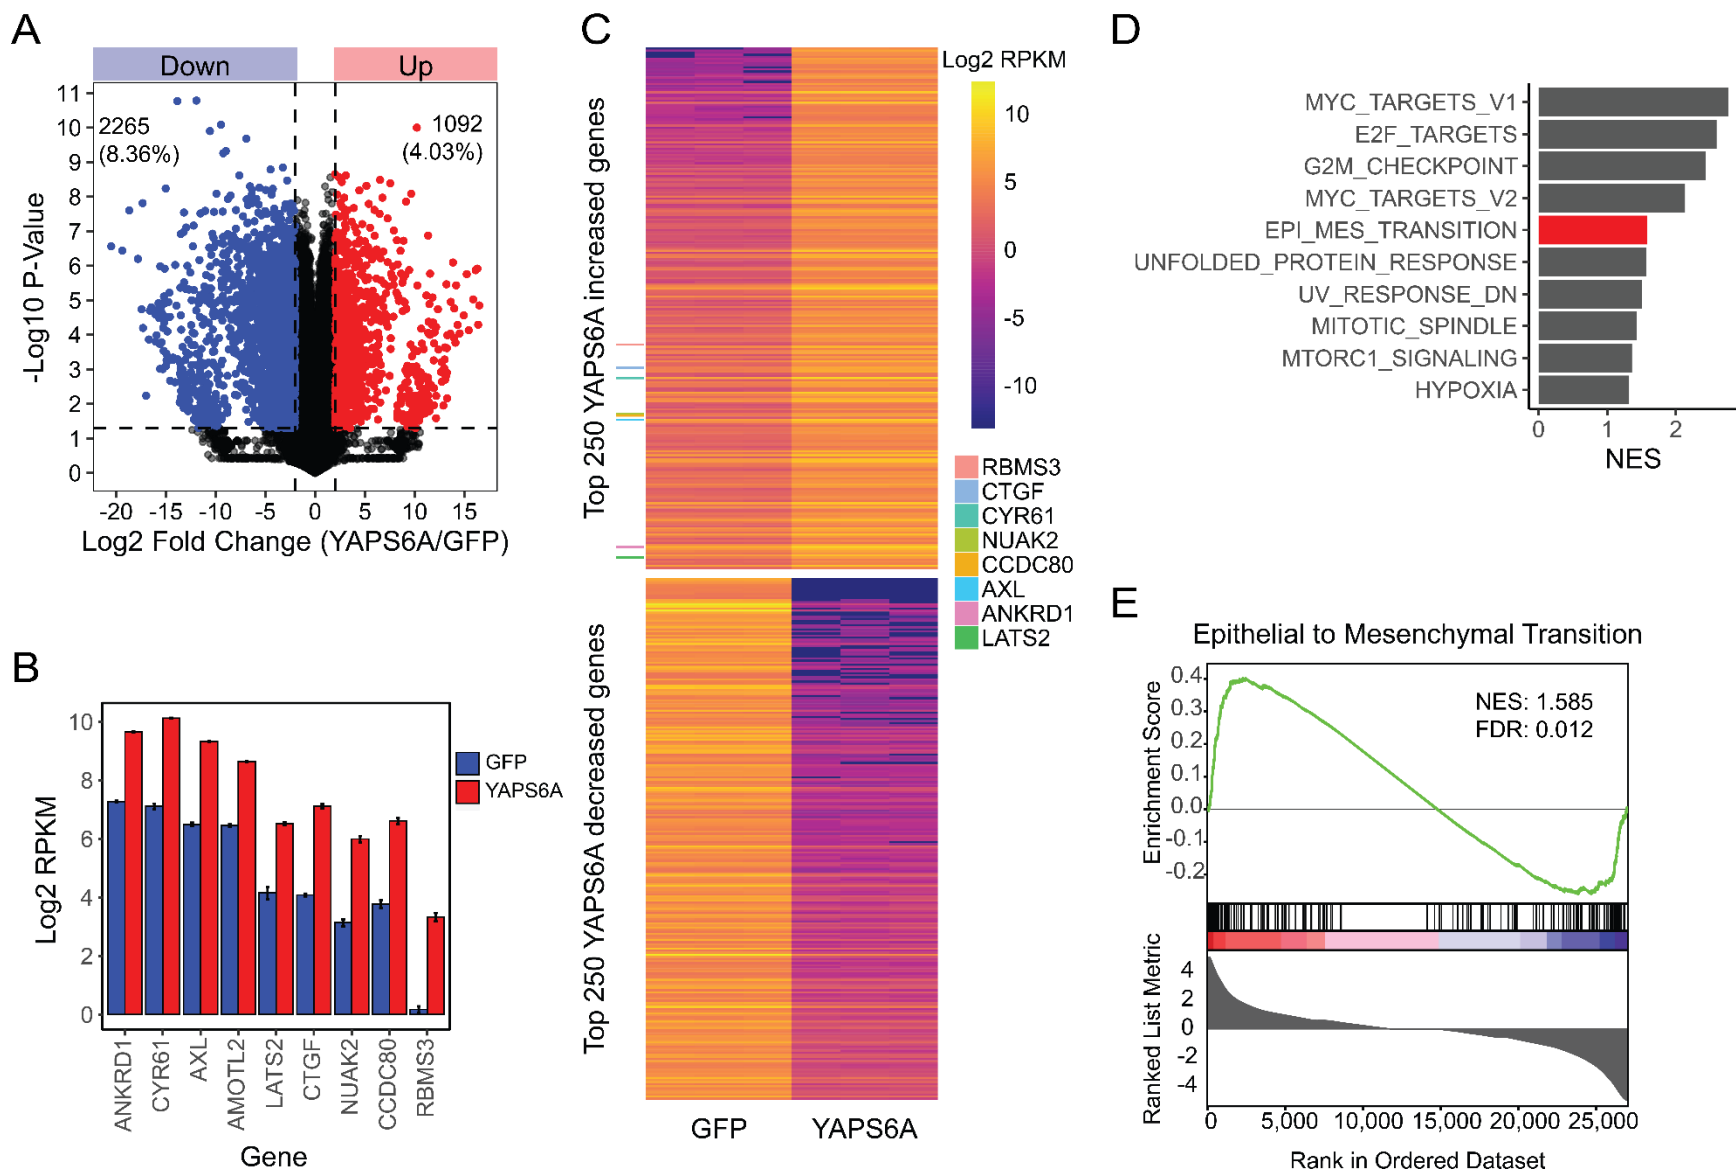 A
Down
Up
2265
(8.36%)
1092
(4.03%)
11
10
9
8
7
6
5
4
3
2
1
0
-Log10 P-Value
-20
-15
-10
-5
0
5
10
15
Log2 Fold Change (YAPS6A/GFP)
B
10
8
6
4
2
0
Log2 RPKM
GFP
YAPS6A
ANKRD1
CYR61
AXL
AMOTL2
LATS2
CTGF
NUAK2
CCDC80
RBMS3
Gene
C
Top 250 YAPS6A increased genes
Top 250 YAPS6A decreased genes
GFP
YAPS6A
Log2 RPKM
10
5
0
-5
-10
RBMS3
CTGF
CYR61
NUAK2
CCDC80
AXL
ANKRD1
LATS2
D
MYC_TARGETS_V1
E2F_TARGETS
G2M_CHECKPOINT
MYC_TARGETS_V2
EPI_MES_TRANSITION
UNFOLDED_PROTEIN_RESPONSE
UV_RESPONSE_DN
MITOTIC_SPINDLE
MTORC1_SIGNALING
HYPOXIA
0
1
2
NES
E
Epithelial to Mesenchymal Transition
NES: 1.585
FDR: 0.012
0.4
0.3
0.2
0.1
0.0
-0.1
-0.2
Enrichment Score
4
2
0
-2
-4
Ranked List Metric
0
5,000
10,000
15,000
20,000
25,000
Rank in Ordered Dataset